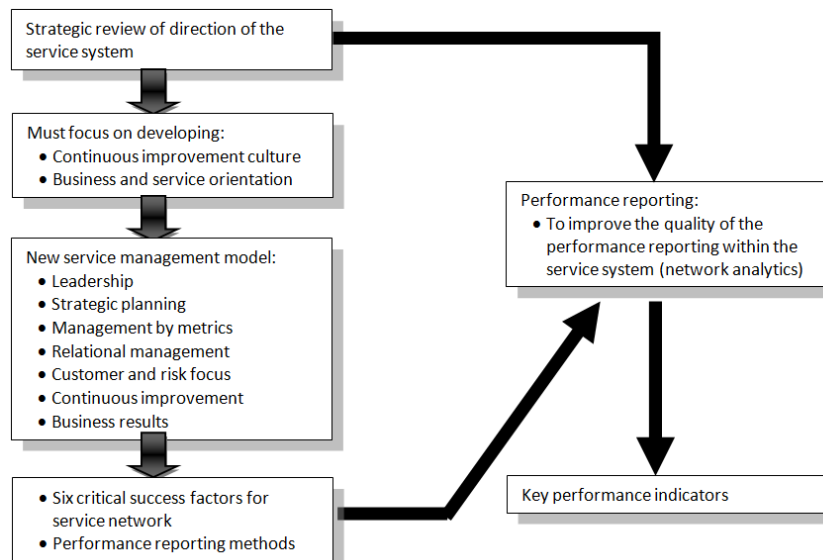 Strategic review of direction of the
service system
Must focus on developing:
• Continuous improvement culture
• Business and service orientation
New service management model:
• Leadership
• Strategic planning
• Management by metrics
• Relational management
• Customer and risk focus
• Continuous improvement
• Business results
• Six critical success factors for
service network
• Performance reporting methods
Performance reporting:
• To improve the quality of the
performance reporting within the
service system (network analytics)
Key performance indicators